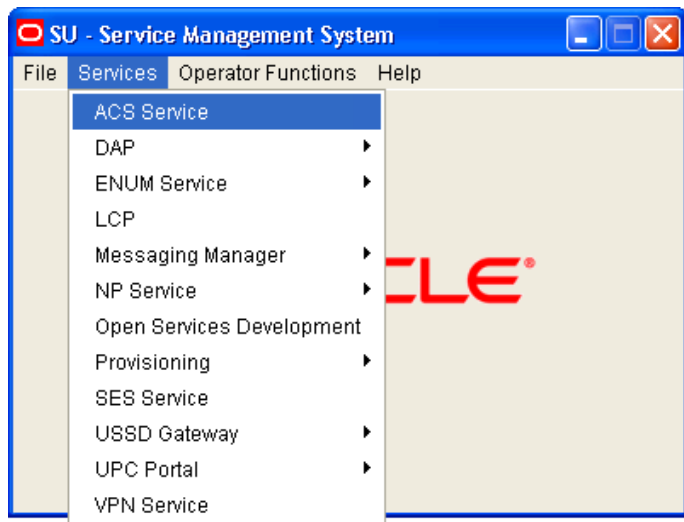 SU - Service Management System
File Services Operator Functions Help
ACS Service
DAP
ENUM Service
LCP
Messaging Manager
NP Service
Open Services Development
Provisioning
SES Service
USSD Gateway
UPC Portal
VPN Service
CLE®